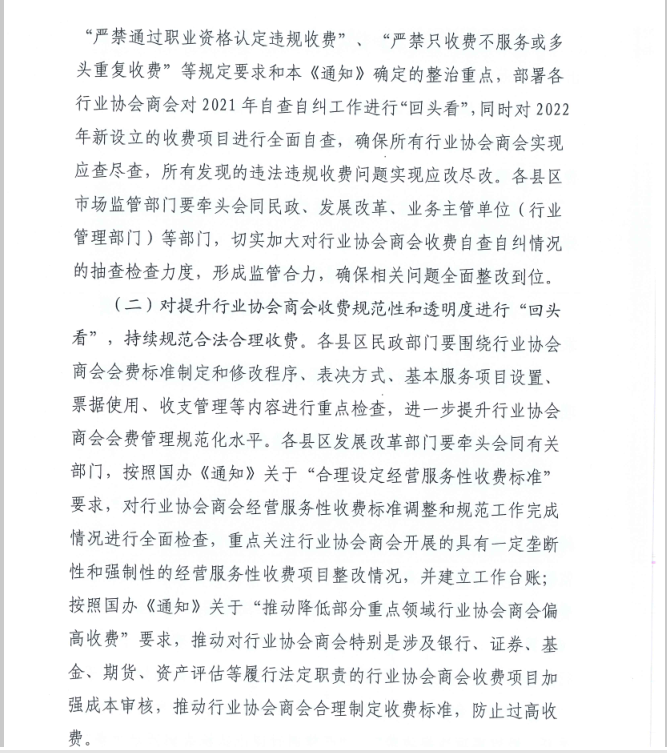 “严禁通过职业资格认定违规收费”、“严禁只收费不服务或多
头重复收费”等规定要求和本《通知》确定的整治重点，部署各
行业协会商会对 2021 年自查自纠工作进行“回头看”，同时对 2022
年新设立的收费项目进行全面自查，确保所有行业协会商会实现
应查尽查，所有发现的违法违规收费问题实现应改尽改。各县区
市场监管部门要牵头会同民政、发展改革、业务主管单位（行业
管理部门）等部门，切实加大对行业协会商会收费自查自纠情况
的抽查检查力度，形成监管合力，确保相关问题全面整改到位。
（二）对提升行业协会商会收费规范性和透明度进行“回头
看”，持续规范合法合理收费。各县区民政部门要围绕行业协会
商会会费标准制定和修改程序、表决方式、基本服务项目设置、
票据使用、收支管理等内容进行重点检查，进一步提升行业协会
商会会费管理规范化水平。各县区发展改革部门要牵头会同有关
部门，按照国办《通知》关于“合理设定经营服务性收费标准”
要求，对行业协会商会经营服务性收费标准调整和规范工作完成
情况进行全面检查，重点关注行业协会商会开展的具有一定垄断
性和强制性的经营服务性收费项目整改情况，并建立工作台账；
按照国办《通知》关于“推动降低部分重点领域行业协会商会偏
高收费”要求，推动对行业协会商会特别是涉及银行、证券、基
金、期货、资产评估等履行法定职责的行业协会商会收费项目加
强成本审核，推动行业协会商会合理制定收费标准，防止过高收
费。